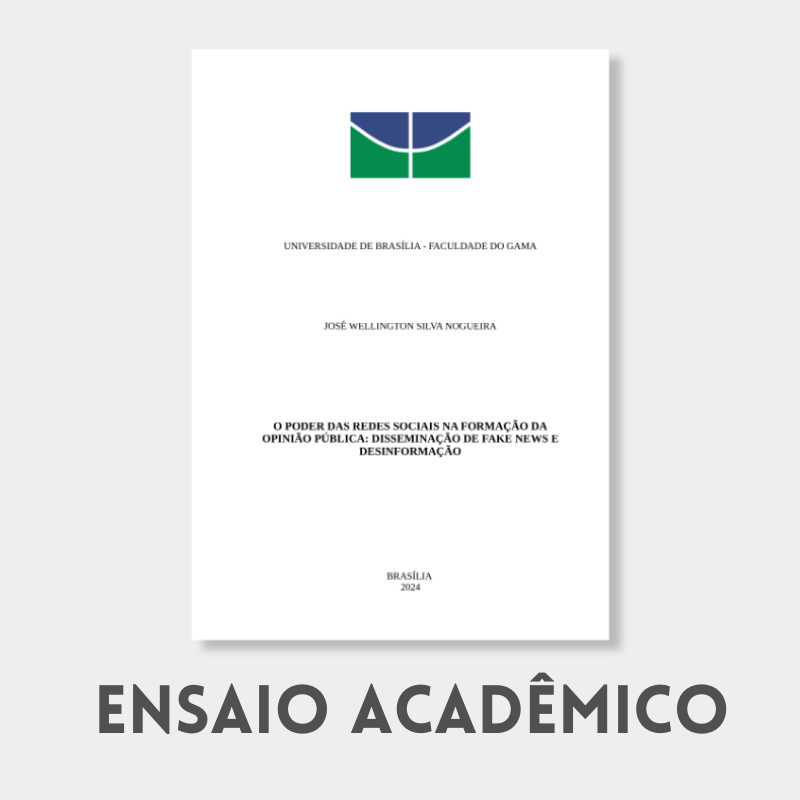 UNIVERSIDADE DE BRASÍLIA - FACULDADE DO GAMA
JOSÉ WELLINGTON SILVA NOGUEIRA
O PODER DAS REDES SOCIAIS NA FORMAÇÃO DA
OPINIÃO PÚBLICA: DISSEMINAÇÃO DE FAKE NEWS E
DESINFORMAÇÃO
BRASÍLIA
2024
ENSAIO ACADÊMICO